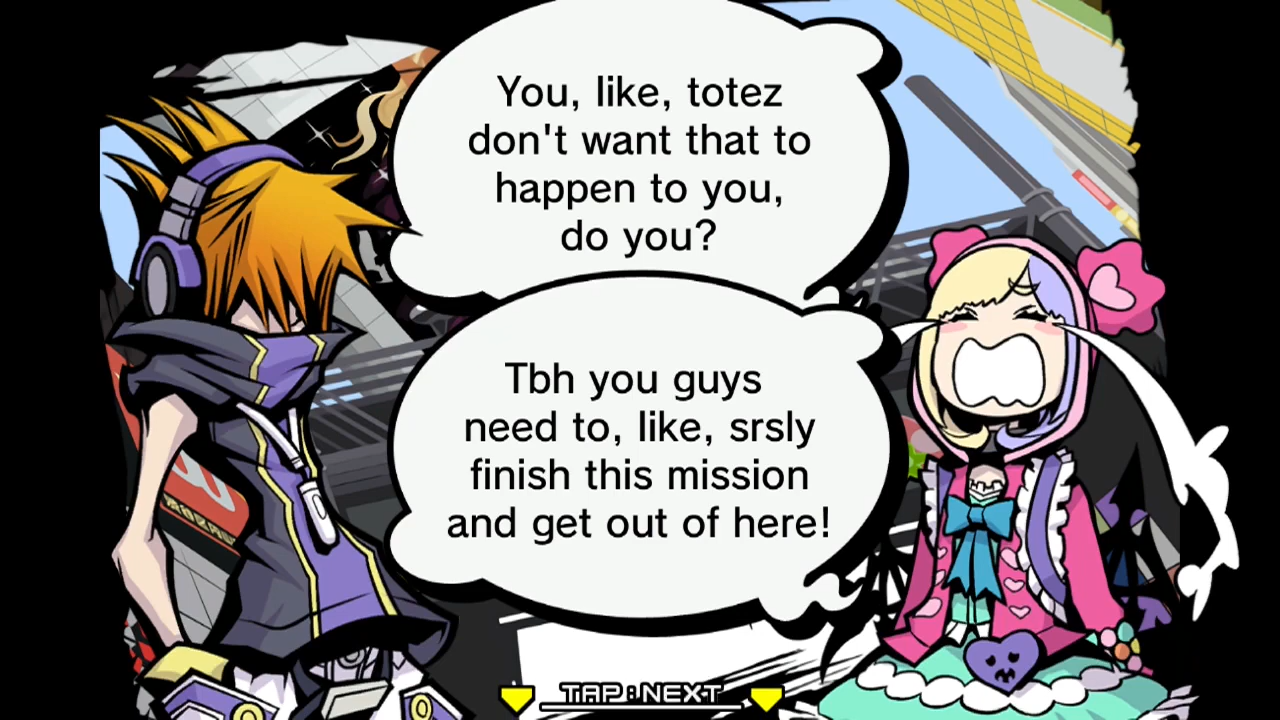 You, like, totez
don't want that to
happen to you,
do you?
Tbh you guys
need to, like, srsly
finish this mission
and get out of here!
TAP:NEXT